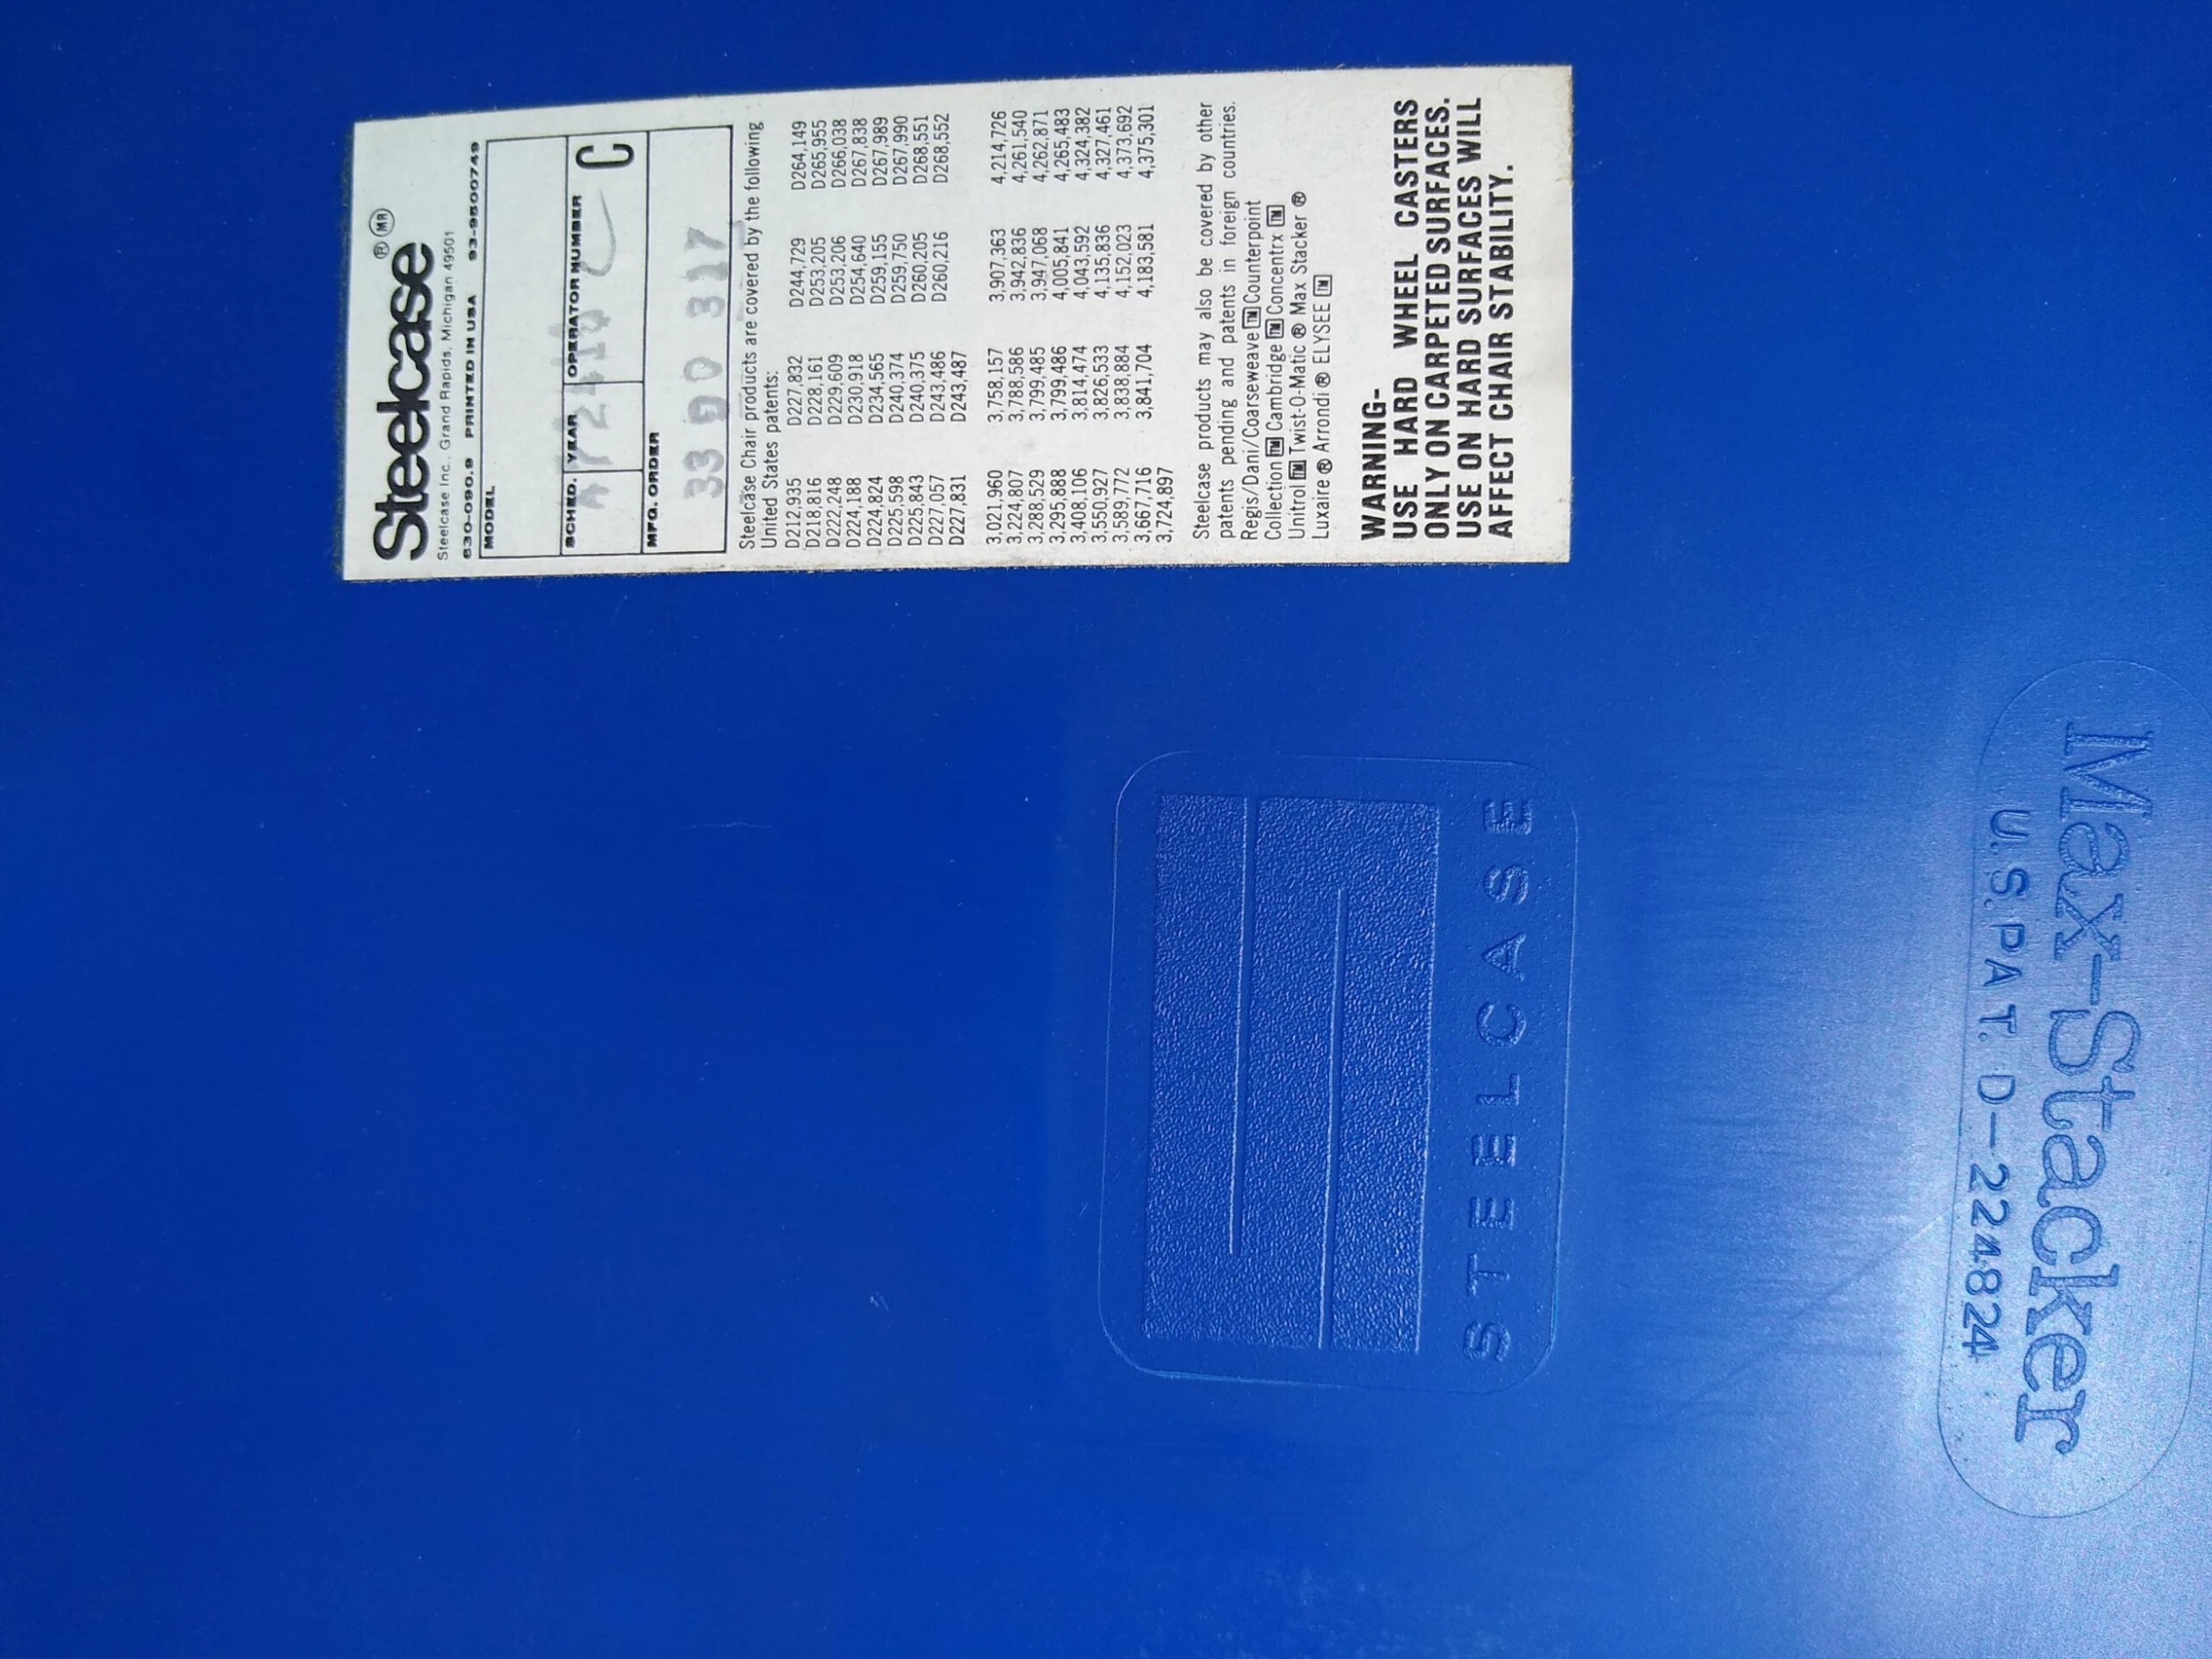 Steelcase ® MR
Steelcase Inc., Grand Rapids, Michigan 49501
630-090.9 PRINTED IN USA 93-9500749
MODEL
SCHED. YEAR OPERATOR NUMBER
C
MFG. ORDER
Steelcase Chair products are covered by the following
United States patents:
D212,935 D227,832 D244,729 D264,149
D218,816 D228,161 D253,205 D265,955
D222,248 D229,609 D253,206 D266,038
D224,188 D230,918 D254,640 D267,838
D224,824 D234,565 D259,155 D267,989
D225,598 D240,374 D259,750 D267,990
D225,843 D240,375 D260,205 D268,551
D227,057 D243,486 D260,216 D268,552
D227,831 D243,487
3,021,960 3,758,157 3,907,363 4,214,726
3,224,807 3,788,586 3,942,836 4,261,540
3,288,529 3,799,485 3,947,068 4,262,871
3,295,888 3,799,486 4,005,841 4,265,483
3,408,106 3,814,474 4,043,592 4,324,382
3,550,927 3,826,533 4,135,836 4,327,461
3,589,772 3,838,884 4,152,023 4,373,692
3,667,716 3,841,704 4,183,581 4,375,301
3,724,897
Steelcase products may also be covered by other
patents pending and patents in foreign countries.
Regis/Dani/Coarseweave ™ Counterpoint
Collection ™ Cambridge ™ Concentrx ™
Unitrol ™ Twist-O-Matic ® Max Stacker ®
Luxaire ® Arrondi ® ELYSEE ™
WARNING-
USE HARD WHEEL CASTERS
ONLY ON CARPETED SURFACES.
USE ON HARD SURFACES WILL
AFFECT CHAIR STABILITY.
STEELCASE
Max-Stacker
U.S.PAT. D-224824